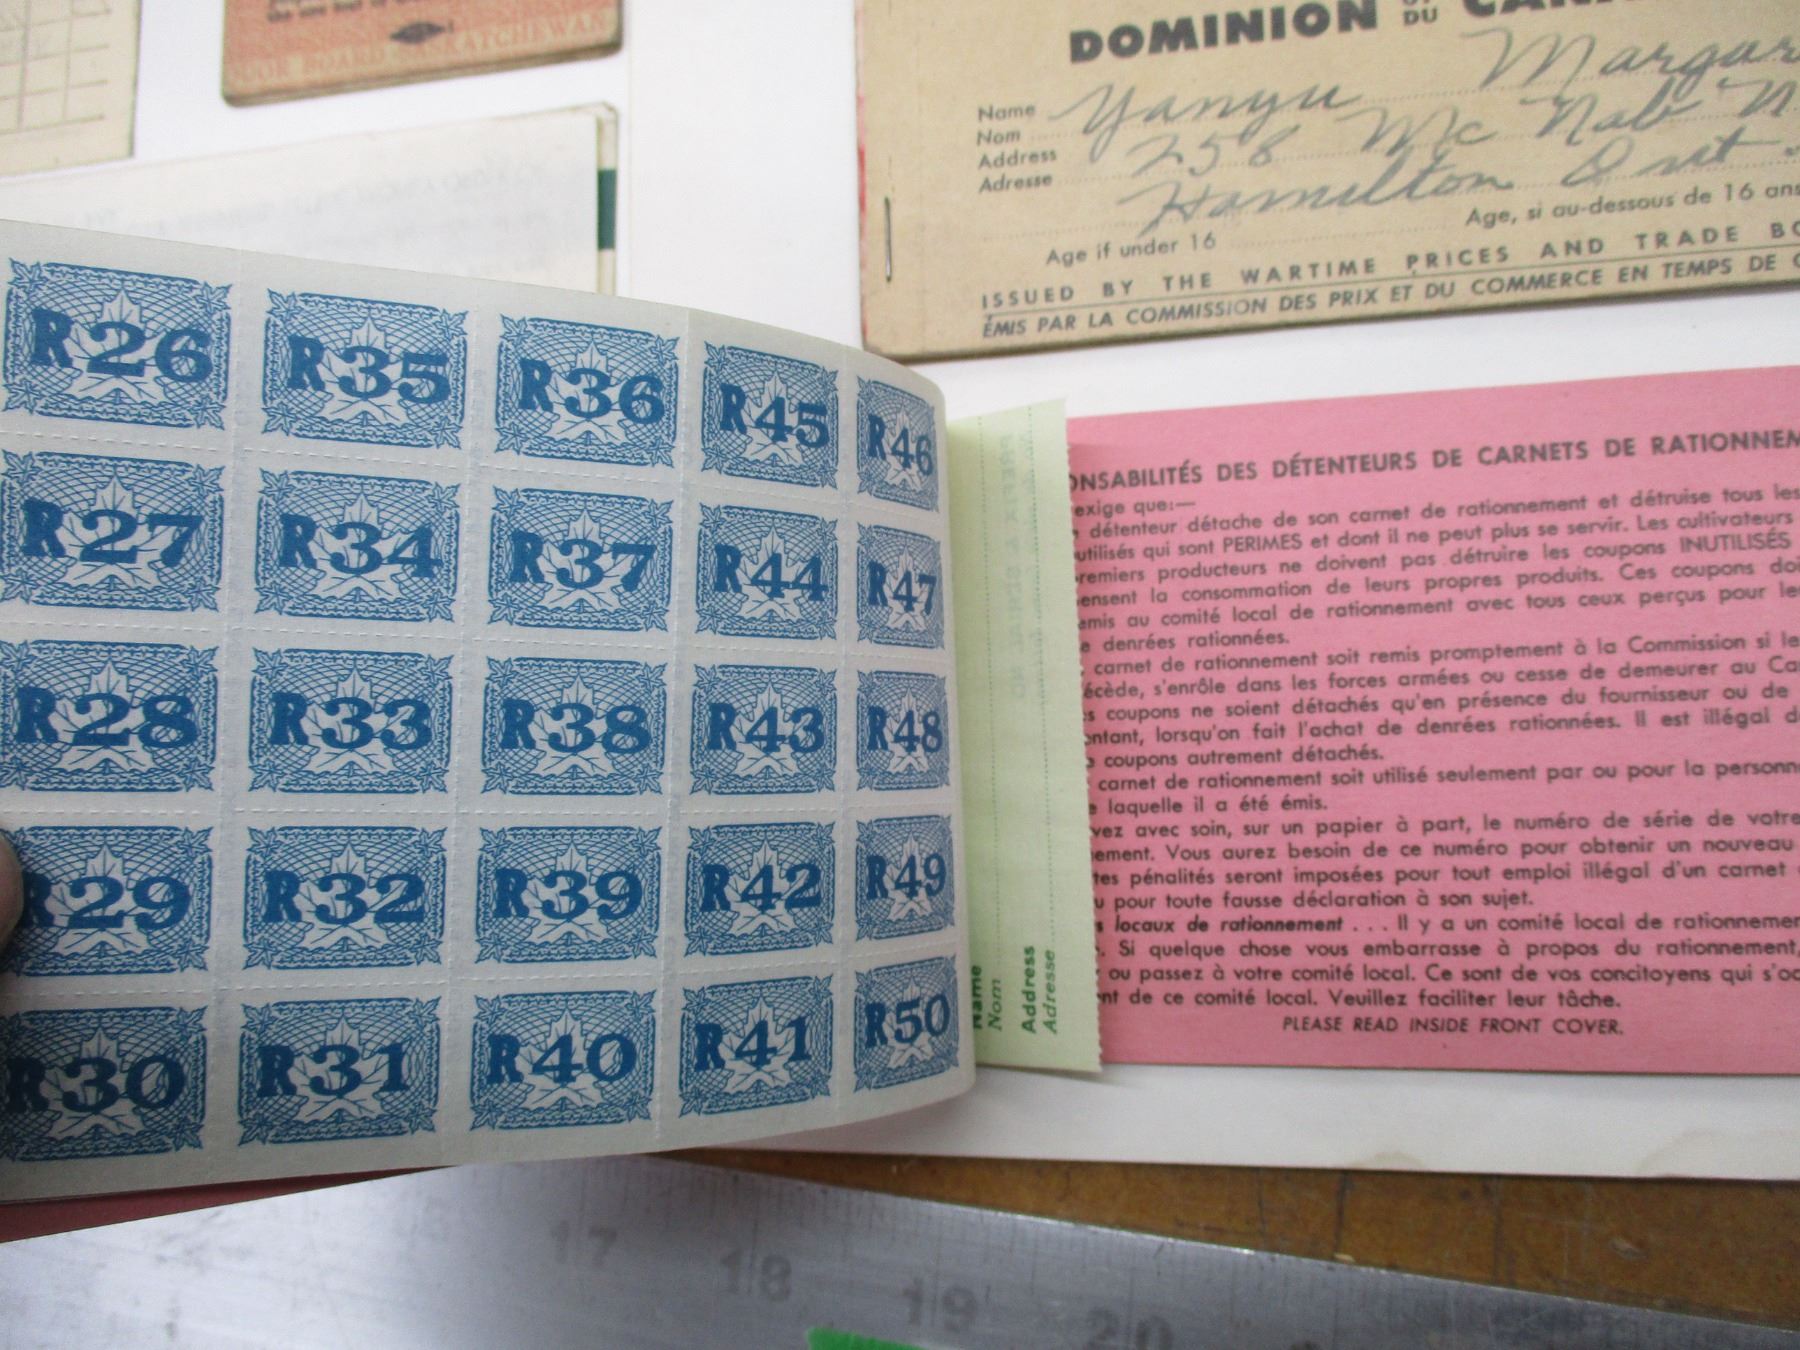 BOARD SASKATCHEWAN
DOMINION OF DU
Name
Nom
Yanyu
Address
258 Mc Nab
Adresse
Hamilton Ont
Age if under 16
Age, si au-dessous de 16 ans
ISSUED BY THE WARTIME PRICES AND TRADE
ÉMIS PAR LA COMMISSION DES PRIX ET DU COMMERCE EN TEMPS DE
R26 R35 R36 R45 R46
R27 R34 R37 R44 R47
R28 R33 R38 R43 R48
R29 R32 R39 R42 R49
R30 R31 R40 R41 R50
PREFIX & SERIAL NO
Name
Nom
Address
Adresse
DES DÉTENTEURS DE CARNETS DE
exige que:—
détenteur détache de son carnet de rationnement et détruise tous les
utilisés qui sont PERIMES et dont il ne peut plus se servir. Les cultivateurs
remiers producteurs ne doivent pas détruire les coupons INUTILISÉS
ensent la consommation de leurs propres produits. Ces coupons
emis au comité local de rationnement avec tous ceux perçus pour
denrées rationnées.
carnet de rationnement soit remis promptement à la Commission si
écède, s'enrôle dans les forces armées ou cesse de demeurer au
coupons ne soient détachés qu'en présence du fournisseur ou de
ontant, lorsqu'on fait l'achat de denrées rationnées. Il est illégal
coupons autrement détachés.
carnet de rationnement soit utilisé seulement par ou pour la
laquelle il a été émis.
vez avec soin, sur un papier à part, le numéro de série de votre
ement. Vous aurez besoin de ce numéro pour obtenir un nouveau
tes pénalités seront imposées pour tout emploi illégal d'un carnet
u pour toute fausse déclaration à son sujet.
locaux de rationnement . . . Il y a un comité local de
Si quelque chose vous embarrasse à propos du rationnement,
ou passez à votre comité local. Ce sont de vos concitoyens qui
nt de ce comité local. Veuillez faciliter leur tâche.
PLEASE READ INSIDE FRONT COVER.
17 18 19 20